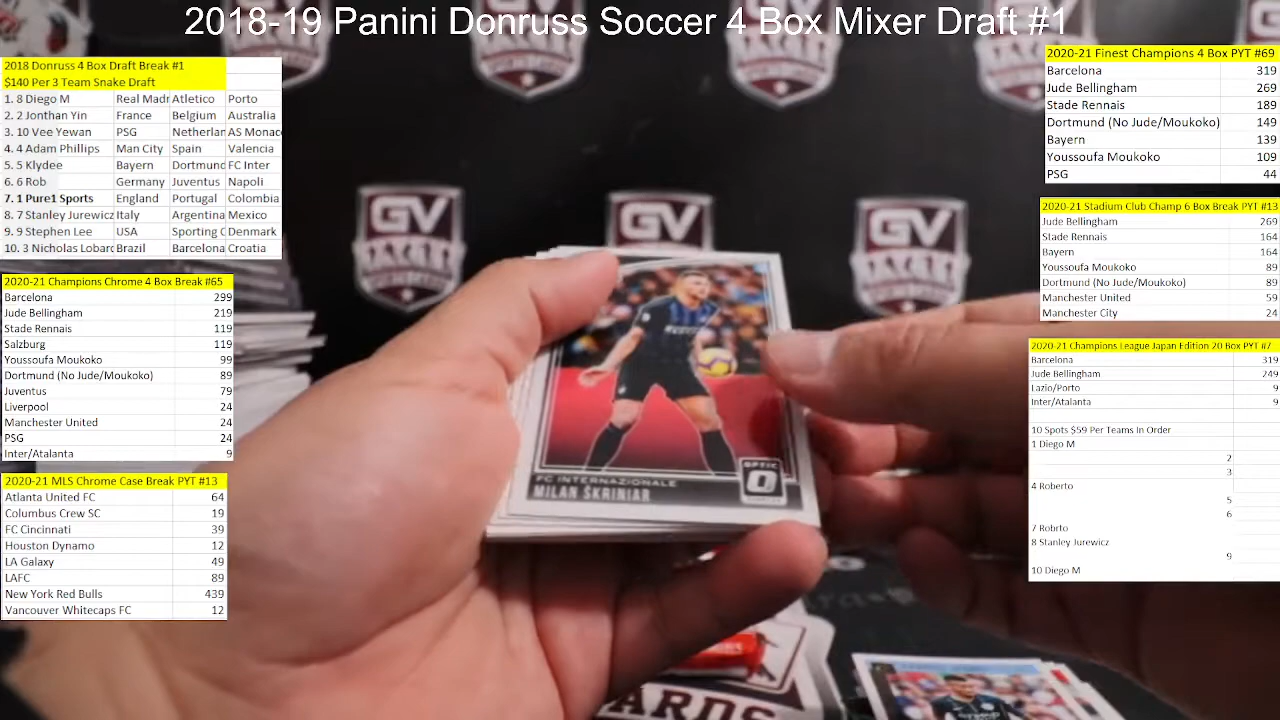 2018-19 Panini Donruss Soccer 4 Box Mixer Draft #1
2018 Donruss 4 Box Draft Break #1
$140 Per 3 Team Snake Draft
1. 8 Diego M Real Madr Atletico Porto
2. 2 Jonthan Yin France Belgium Australia
3. 10 Vee Yewan PSG Netherlan AS Monac
4. 4 Adam Phillips Man City Spain Valencia
5. 5 Klydee Bayern Dortmund FC Inter
6. 6 Rob Germany Juventus Napoli
7. 1 Pure1 Sports England Portugal Colombia
8. 7 Stanley Jurewicz Italy Argentina Mexico
9. 9 Stephen Lee USA Sporting C Denmark
10. 3 Nicholas Lobard Brazil Barcelona Croatia
2020-21 Champions Chrome 4 Box Break #65
Barcelona 299
Jude Bellingham 219
Stade Rennais 119
Salzburg 119
Youssoufa Moukoko 99
Dortmund (No Jude/Moukoko) 89
Juventus 79
Liverpool 24
Manchester United 24
PSG 24
Inter/Atalanta 9
2020-21 MLS Chrome Case Break PYT #13
Atlanta United FC 64
Columbus Crew SC 19
FC Cincinnati 39
Houston Dynamo 12
LA Galaxy 49
LAFC 89
New York Red Bulls 439
Vancouver Whitecaps FC 12
2020-21 Finest Champions 4 Box PYT #69
Barcelona 319
Jude Bellingham 269
Stade Rennais 189
Dortmund (No Jude/Moukoko) 149
Bayern 139
Youssoufa Moukoko 109
PSG 44
2020-21 Stadium Club Champ 6 Box Break PYT #13
Jude Bellingham 269
Stade Rennais 164
Bayern 164
Youssoufa Moukoko 89
Dortmund (No Jude/Moukoko) 89
Manchester United 59
Manchester City 24
2020-21 Champions League Japan Edition 20 Box PYT #7
Barcelona 319
Jude Bellingham 249
Lazio/Porto 9
Inter/Atalanta 9
10 Spots $59 Per Teams In Order
1 Diego M
2
3
4 Roberto
5
6
7 Robrto
8 Stanley Jurewicz
9
10 Diego M
GV
GV
GV
OPTIC
FC INTERNAZIONALE
MILAN ŠKRINIAR